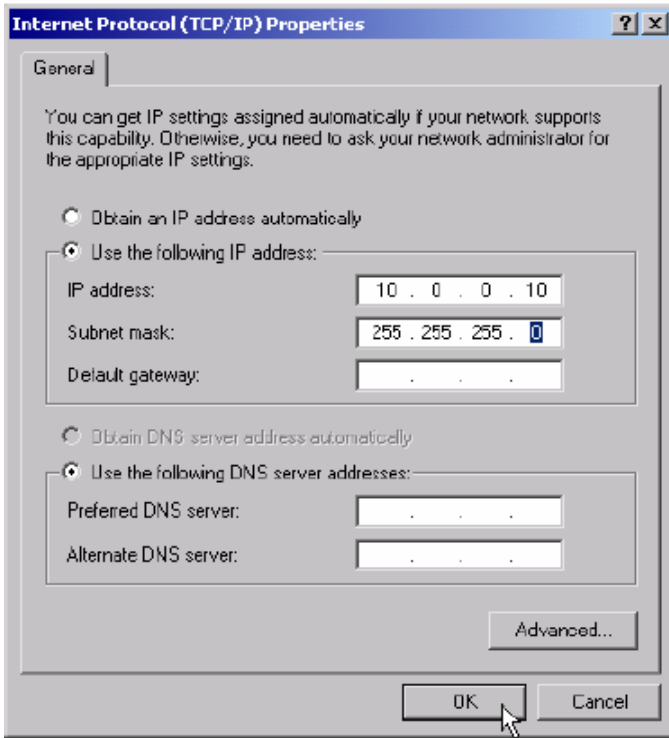 Internet Protocol (TCP/IP) Properties
General
You can get IP settings assigned automatically if your network supports
this capability. Otherwise, you need to ask your network administrator for
the appropriate IP settings.
Obtain an IP address automatically
Use the following IP address:
IP address: 10 . 0 . 0 . 10
Subnet mask: 255 . 255 . 255 . 0
Default gateway: . . .
Obtain DNS server address automatically
Use the following DNS server addresses:
Preferred DNS server: . . .
Alternate DNS server: . . .
Advanced...
OK Cancel